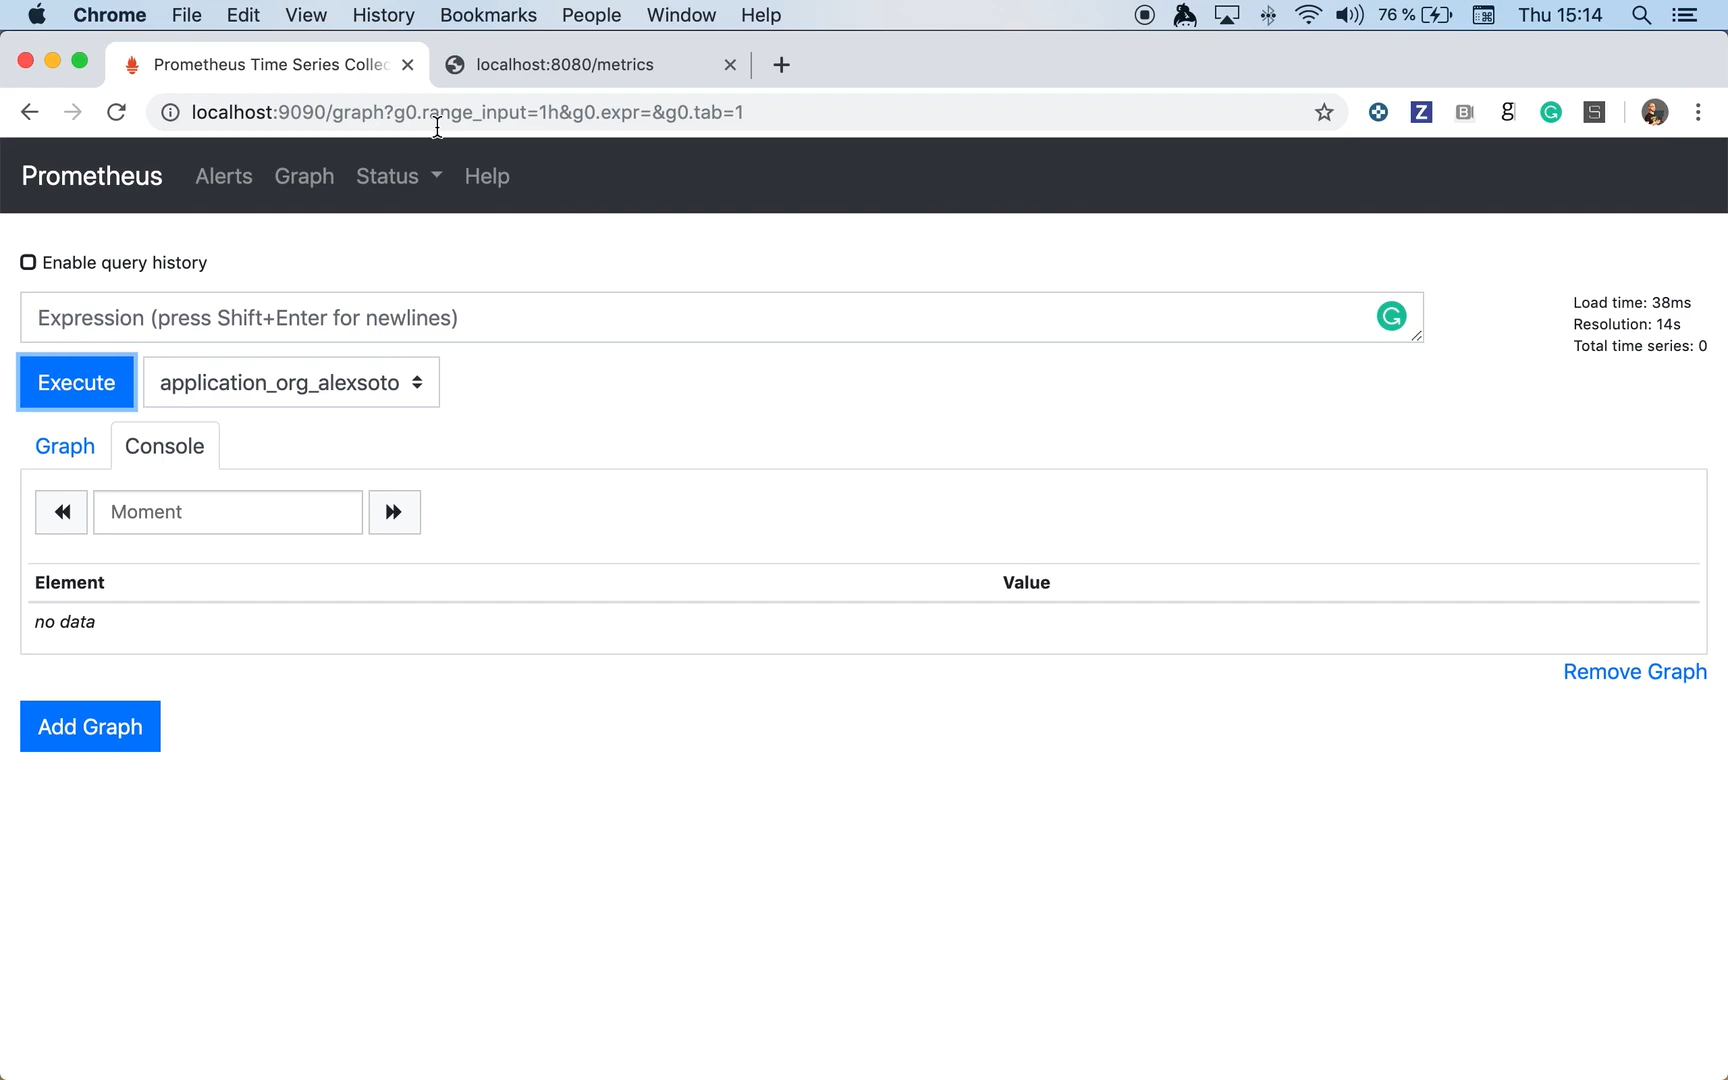 Chrome File Edit View History Bookmarks People Window Help 76 % Thu 15:14
Prometheus Time Series Collec localhost:8080/metrics
localhost:9090/graph?g0.range_input=1h&g0.expr=&g0.tab=1
Prometheus Alerts Graph Status Help
Enable query history
Expression (press Shift+Enter for newlines)
Load time: 38ms
Resolution: 14s
Total time series: 0
Execute application_org_alexsoto
Graph Console
Moment
Element Value
no data
Remove Graph
Add Graph